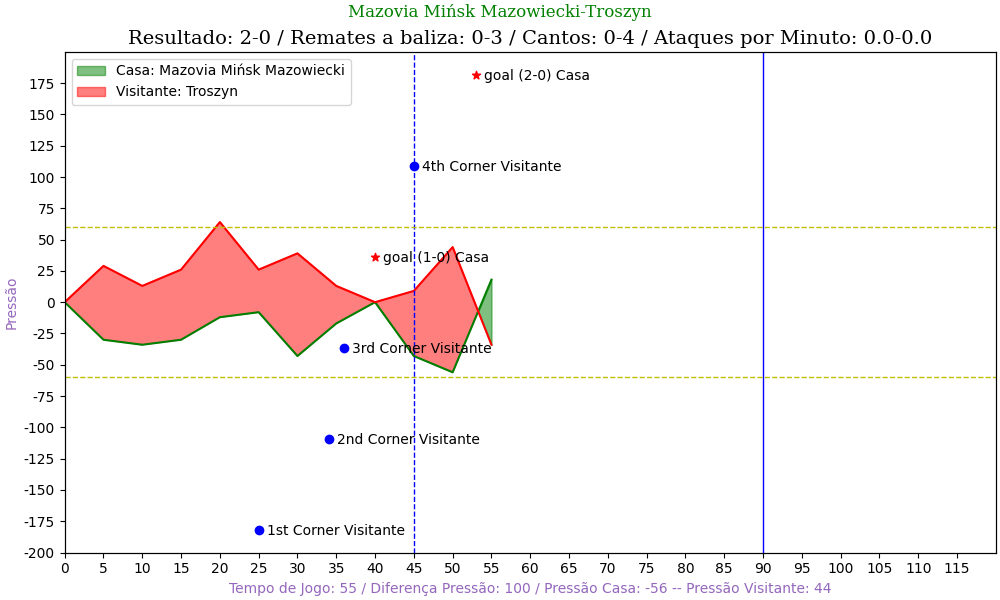 Mazovia Mińsk Mazowiecki-Troszyn
Resultado: 2-0 / Remates a baliza: 0-3 / Cantos: 0-4 / Ataques por Minuto: 0.0-0.0
Casa: Mazovia Mińsk Mazowiecki
Visitante: Troszyn
goal (2-0) Casa
4th Corner Visitante
goal (1-0) Casa
3rd Corner Visitante
2nd Corner Visitante
1st Corner Visitante
Pressão
175
150
125
100
75
50
25
0
-25
-50
-75
-100
-125
-150
-175
-200
0 5 10 15 20 25 30 35 40 45 50 55 60 65 70 75 80 85 90 95 100 105 110 115
Tempo de Jogo: 55 / Diferença Pressão: 100 / Pressão Casa: -56 -- Pressão Visitante: 44